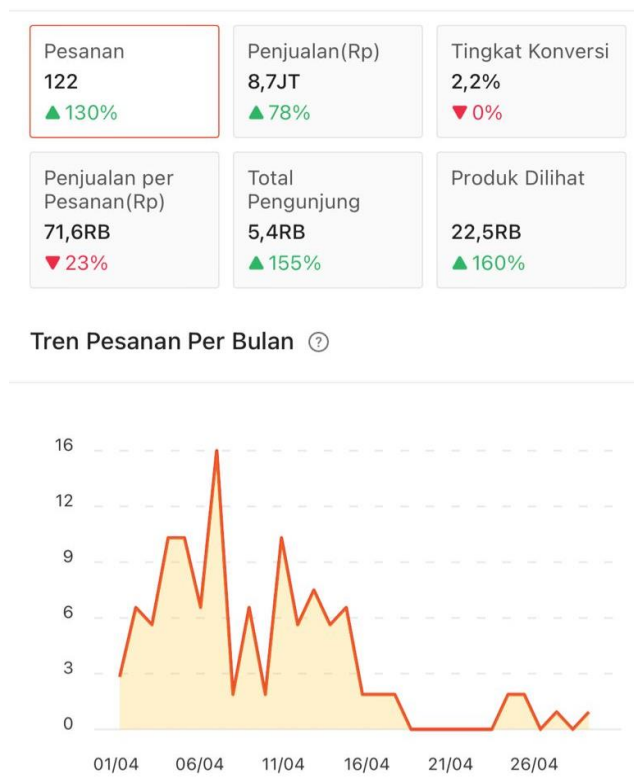 Pesanan
122
▲130%
Penjualan(Rp)
8,7JT
▲78%
Tingkat Konversi
2,2%
▼0%
Penjualan per
Pesanan(Rp)
71,6RB
▼23%
Total
Pengunjung
5,4RB
▲155%
Produk Dilihat
22,5RB
▲160%
Tren Pesanan Per Bulan ?
16
12
9
6
3
0
01/04 06/04 11/04 16/04 21/04 26/04